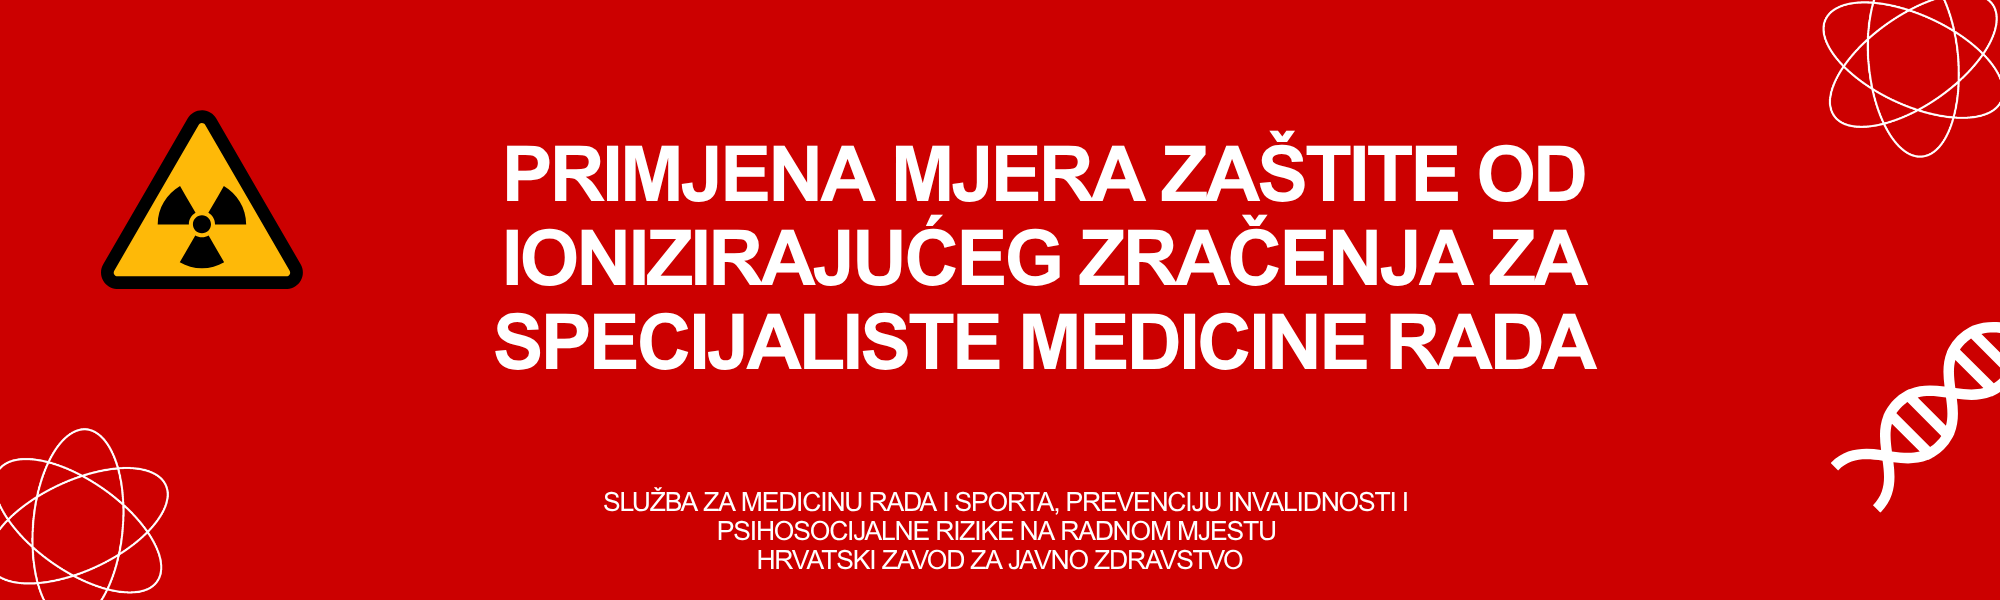 PRIMJENA MJERA ZAŠTITE OD
IONIZIRAJUĆEG ZRAČENJA ZA
SPECIJALISTE MEDICINE RADA
SLUŽBA ZA MEDICINU RADA I SPORTA, PREVENCIJU INVALIDNOSTI I
PSIHOSOCIJALNE RIZIKE NA RADNOM MJESTU
HRVATSKI ZAVOD ZA JAVNO ZDRAVSTVO